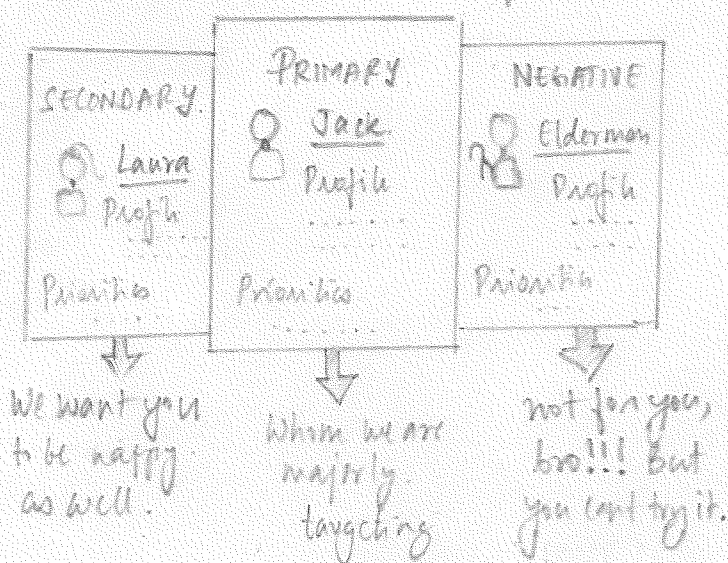 SECONDARY.
Laura
Profile
Priorities
We want you
to be happy
as well.
PRIMARY
Jack.
Profile
Priorities
Whom we are
majorly
targeting
NEGATIVE
Elderman
Profile
Priorities
not for you,
bro!!! But
you can't try it.